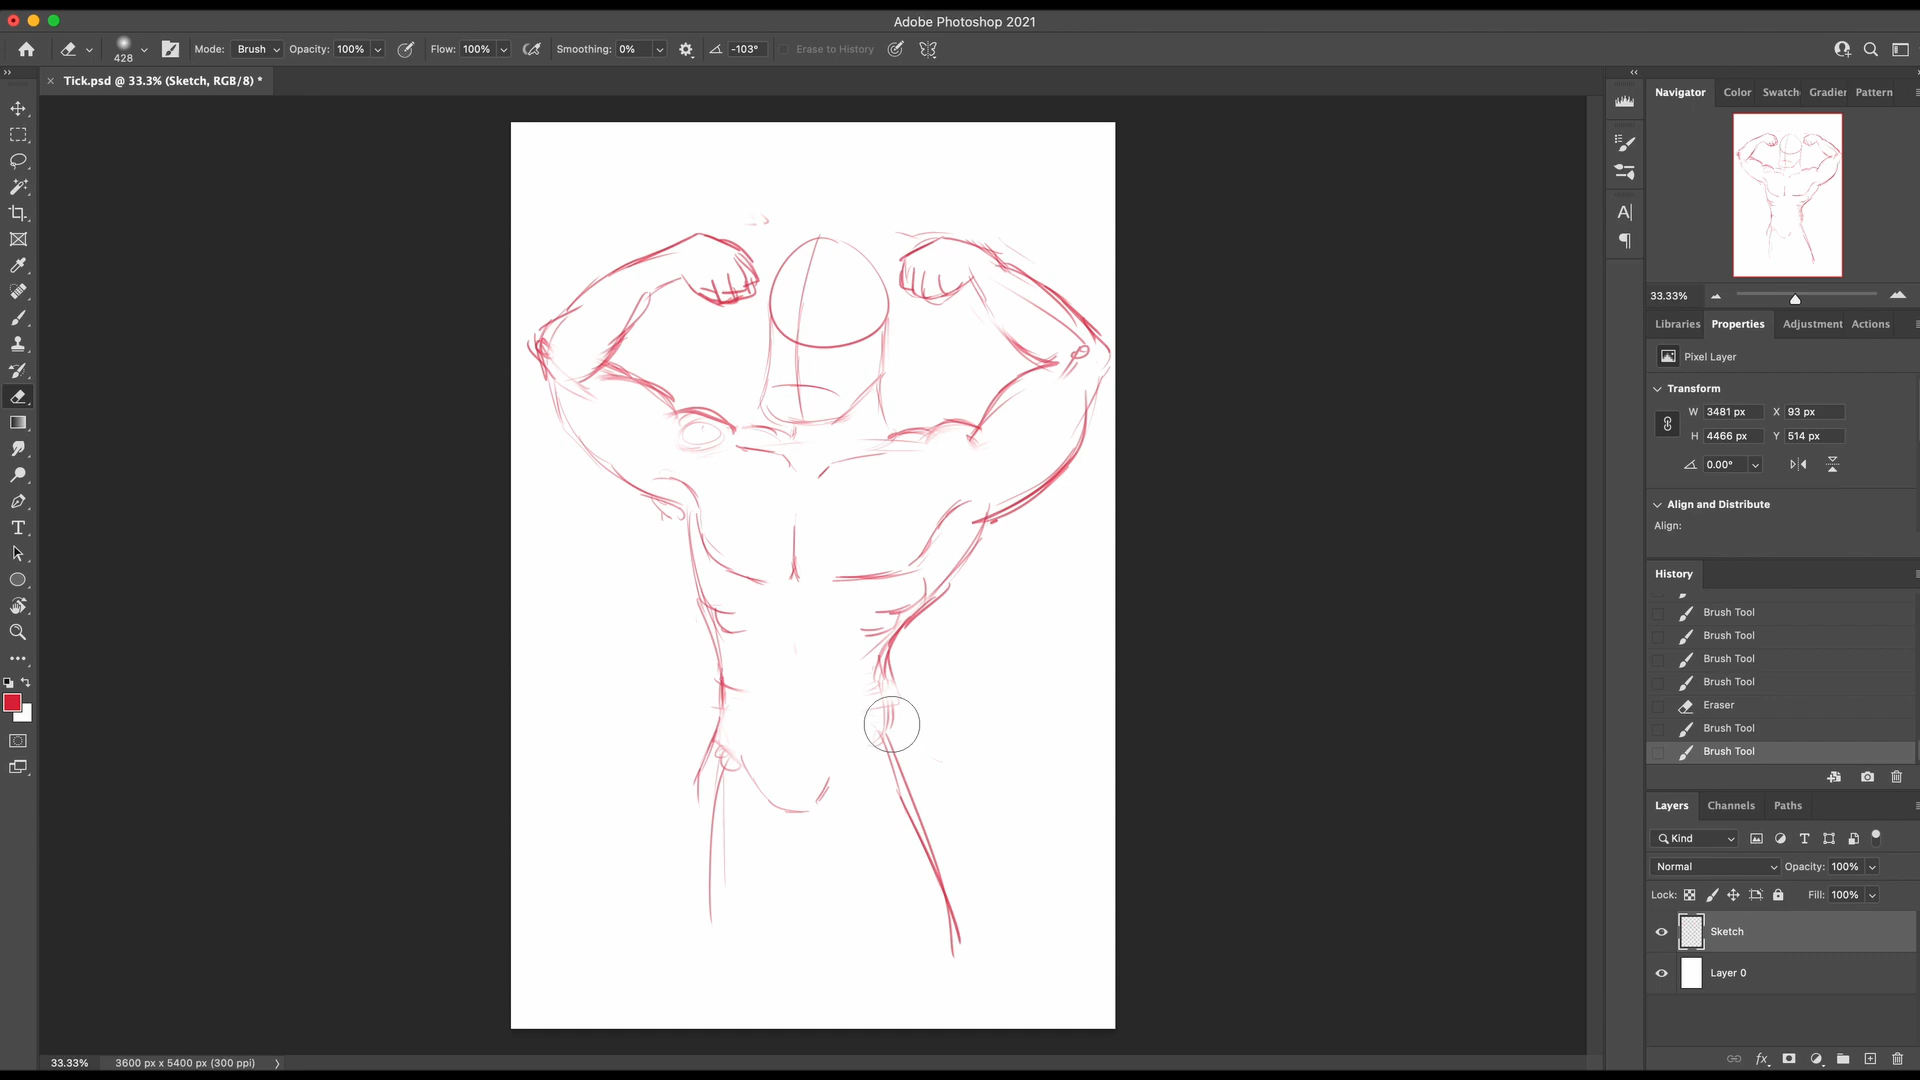 Adobe Photoshop 2021
428
Mode: Brush
Opacity: 100%
Flow: 100%
Smoothing: 0%
-103°
Erase to History
Tick.psd @ 33.3% (Sketch, RGB/8) *
Navigator
Color
Swatch
Gradier
Pattern
33.33%
Libraries
Properties
Adjustment
Actions
Pixel Layer
Transform
W 3481 px X 93 px
H 4466 px Y 514 px
0.00°
Align and Distribute
Align:
History
Brush Tool
Brush Tool
Brush Tool
Brush Tool
Eraser
Brush Tool
Brush Tool
Layers
Channels
Paths
Kind
Normal
Opacity: 100%
Lock:
Fill: 100%
Sketch
Layer 0
fx
33.33%
3600 px x 5400 px (300 ppi)